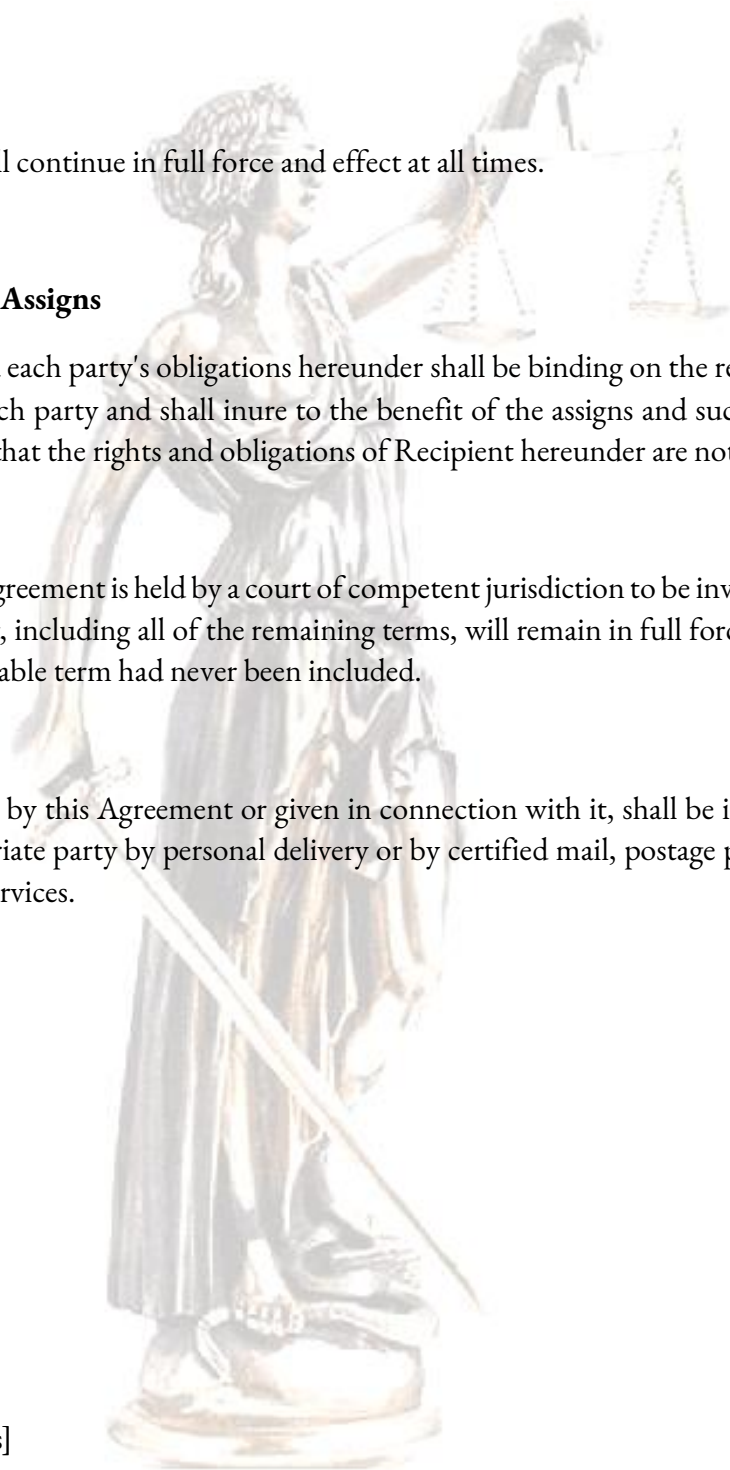 l continue in full force and effect at all times.
Assigns
each party's obligations hereunder shall be binding on the re
ch party and shall inure to the benefit of the assigns and suc
that the rights and obligations of Recipient hereunder are not
greement is held by a court of competent jurisdiction to be inv
, including all of the remaining terms, will remain in full forc
able term had never been included.
by this Agreement or given in connection with it, shall be i
riate party by personal delivery or by certified mail, postage p
rvices.
s]